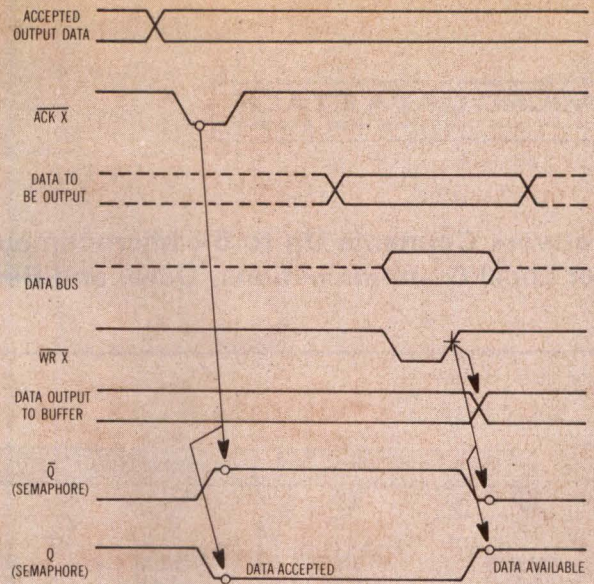 ACCEPTED
OUTPUT DATA
ACK X
DATA TO
BE OUTPUT
DATA BUS
WR X
DATA OUTPUT
TO BUFFER
Q̅
(SEMAPHORE)
Q
(SEMAPHORE)
DATA ACCEPTED
DATA AVAILABLE